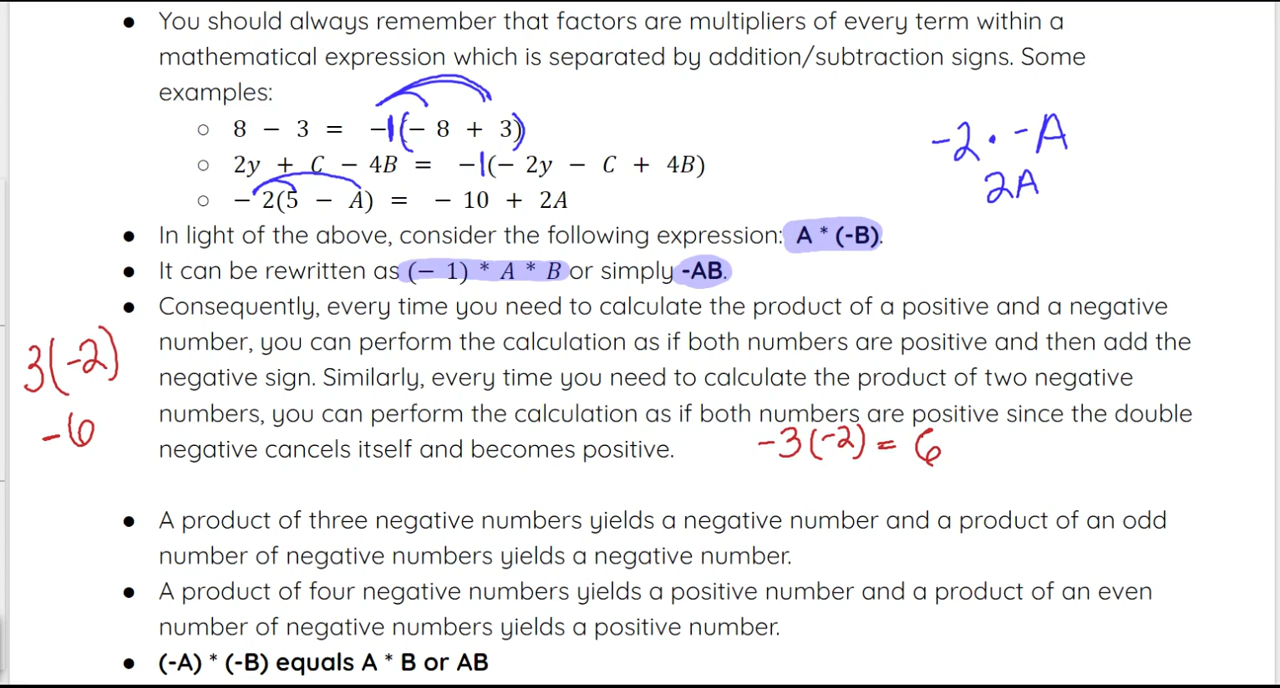 ● You should always remember that factors are multipliers of every term within a
mathematical expression which is separated by addition/subtraction signs. Some
examples:
○ 8 − 3 = −1(− 8 + 3)
○ 2y + C − 4B = −1(− 2y − C + 4B)
○ − 2(5 − A) = − 10 + 2A
-2 · -A
2A
● In light of the above, consider the following expression: A * (-B).
● It can be rewritten as (− 1) * A * B or simply -AB.
● Consequently, every time you need to calculate the product of a positive and a negative
number, you can perform the calculation as if both numbers are positive and then add the
negative sign. Similarly, every time you need to calculate the product of two negative
numbers, you can perform the calculation as if both numbers are positive since the double
negative cancels itself and becomes positive.
3(-2)
-6
-3(-2) = 6
● A product of three negative numbers yields a negative number and a product of an odd
number of negative numbers yields a negative number.
● A product of four negative numbers yields a positive number and a product of an even
number of negative numbers yields a positive number.
● (-A) * (-B) equals A * B or AB